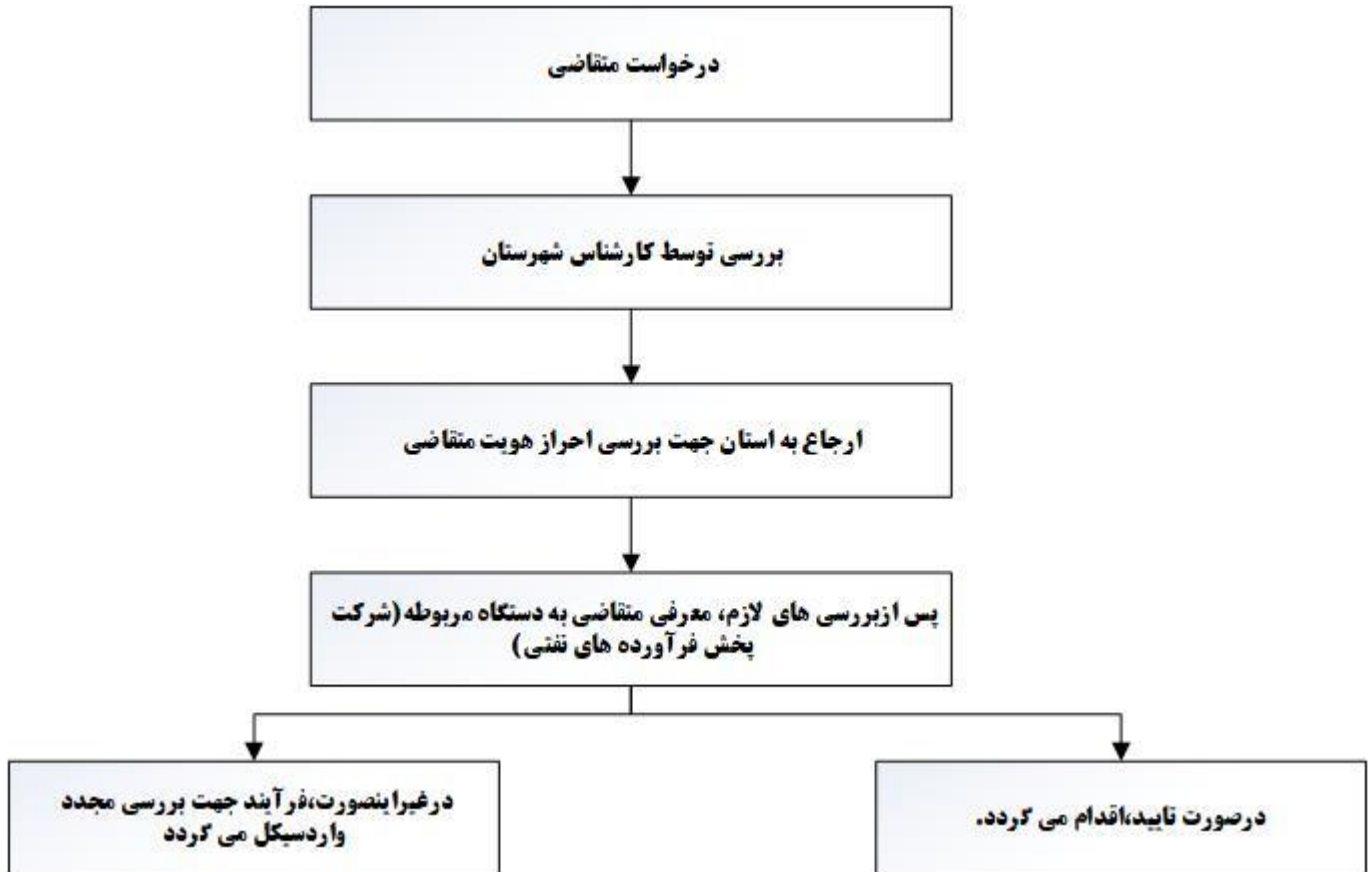 درخواست متقاضی
بررسی توسط کارشناس شهرستان
ارجاع به استان جهت بررسی احراز هویت متقاضی
پس ازبررسی های لازم، معرفی متقاضی به دستگاه مربوطه (شرکت
پخش فرآورده های نفتی)
درصورت تایید،اقدام می گردد.
درغیراینصورت،فرآیند جهت بررسی مجدد
واردسیکل می گردد